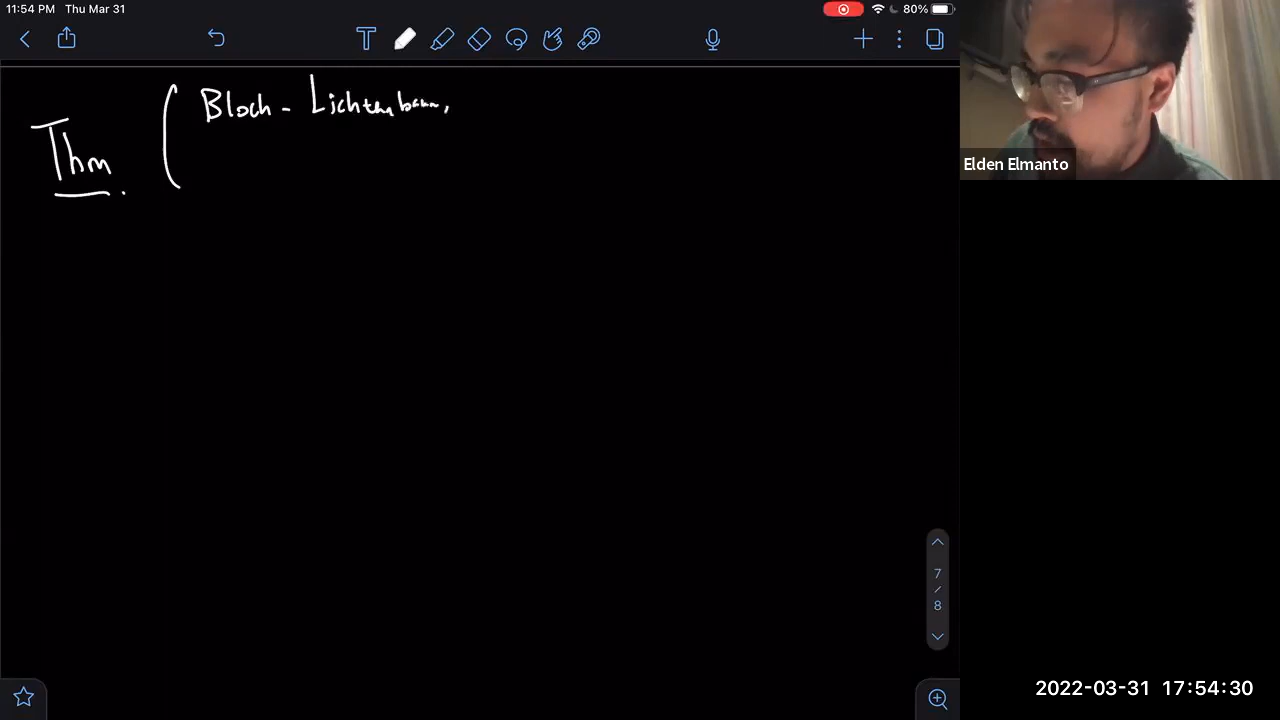 11:54 PM Thu Mar 31
80%
Thm. ( Bloch - Lichtenbaum,
Elden Elmanto
7
/
8
2022-03-31 17:54:30